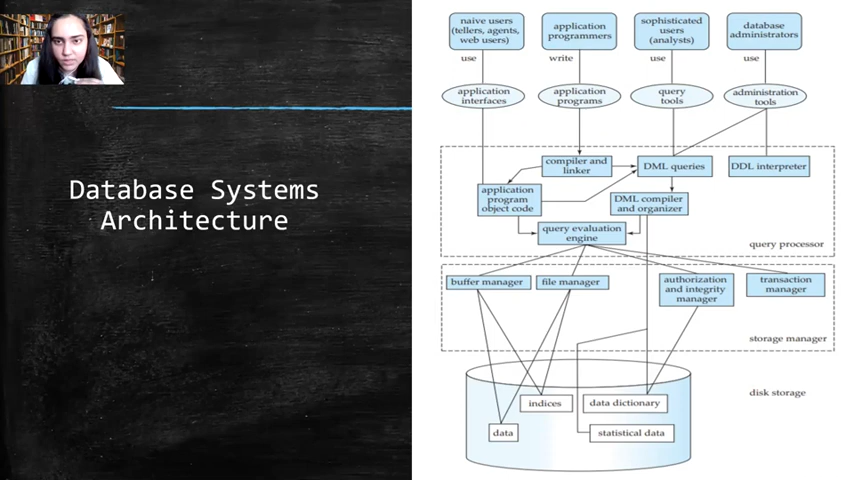 Database Systems
Architecture
naive users
(tellers, agents,
web users)
application
programmers
sophisticated
users
(analysts)
database
administrators
use
write
use
use
application
interfaces
application
programs
query
tools
administration
tools
compiler and
linker
DML queries
DDL interpreter
application
program
object code
DML compiler
and organizer
query evaluation
engine
query processor
buffer manager
file manager
authorization
and integrity
manager
transaction
manager
storage manager
disk storage
indices
data dictionary
data
statistical data